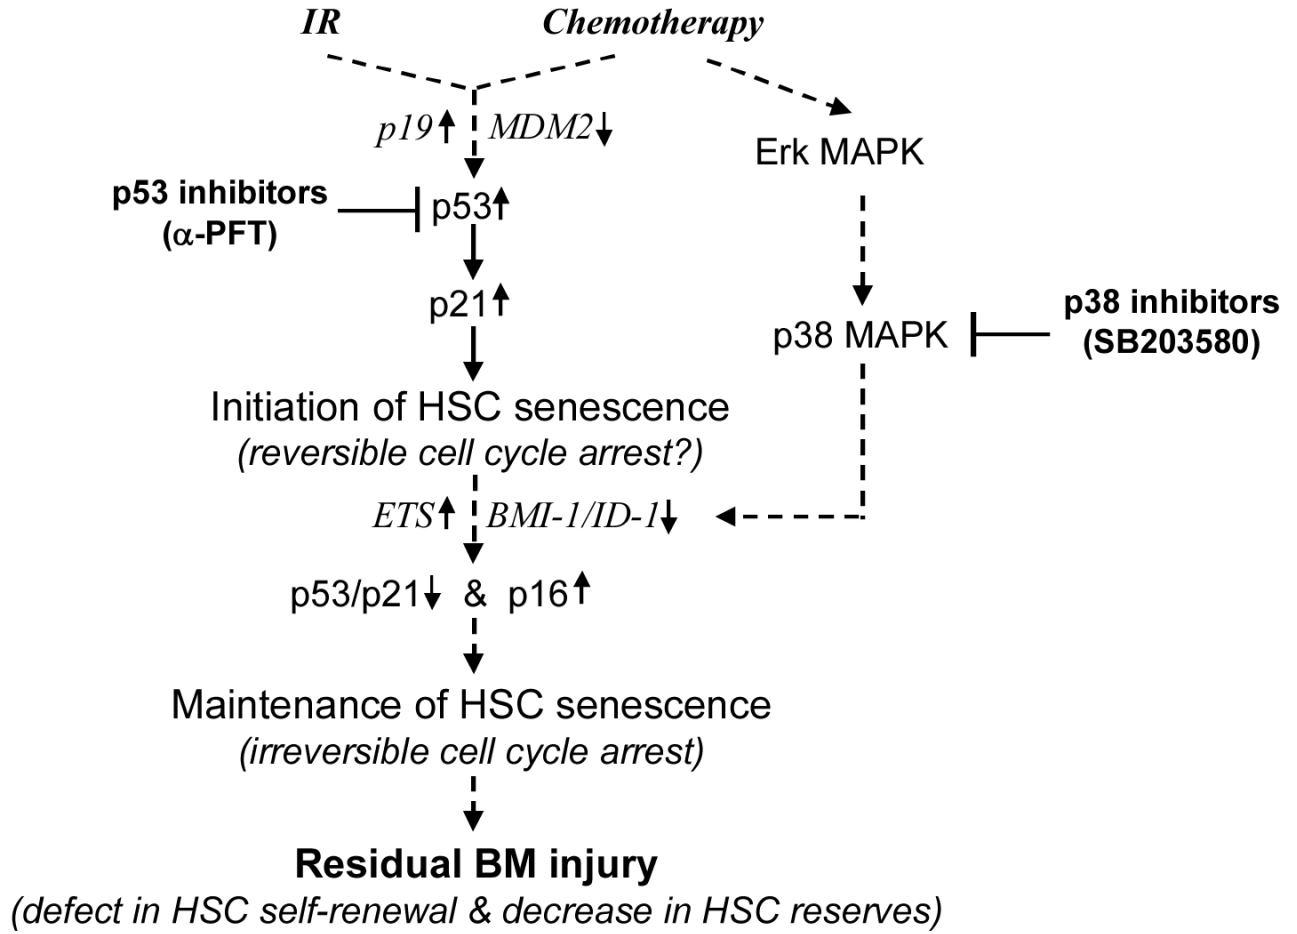 IR Chemotherapy
p19↑ MDM2↓
Erk MAPK
p53 inhibitors
(α-PFT)
p53↑
p21↑
p38 MAPK
p38 inhibitors
(SB203580)
Initiation of HSC senescence
(reversible cell cycle arrest?)
ETS↑ BMI-1/ID-1↓
p53/p21↓ & p16↑
Maintenance of HSC senescence
(irreversible cell cycle arrest)
Residual BM injury
(defect in HSC self-renewal & decrease in HSC reserves)